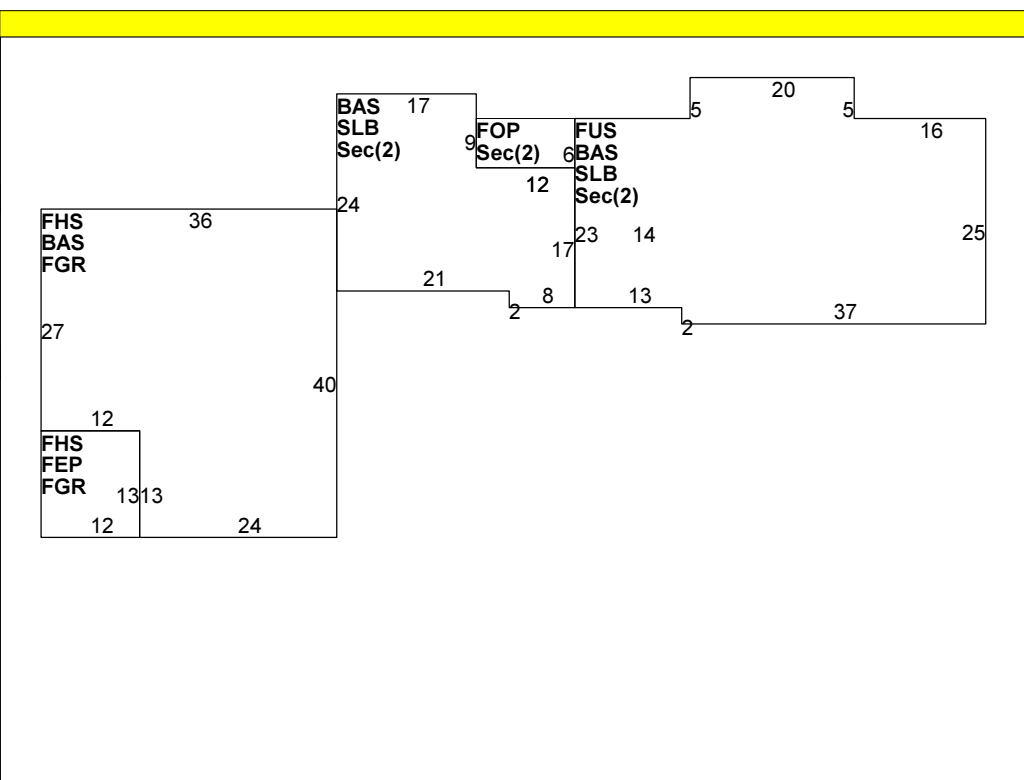 20
BAS 17
SLB
Sec(2)
5 5
FOP
Sec(2)
9 6
12
FUS
BAS
SLB
Sec(2)
16
24
36
FHS
BAS
FGR
17 23 14
25
21
8 13
2
37
2
27
40
12
FHS
FEP
FGR
13 13
12 24